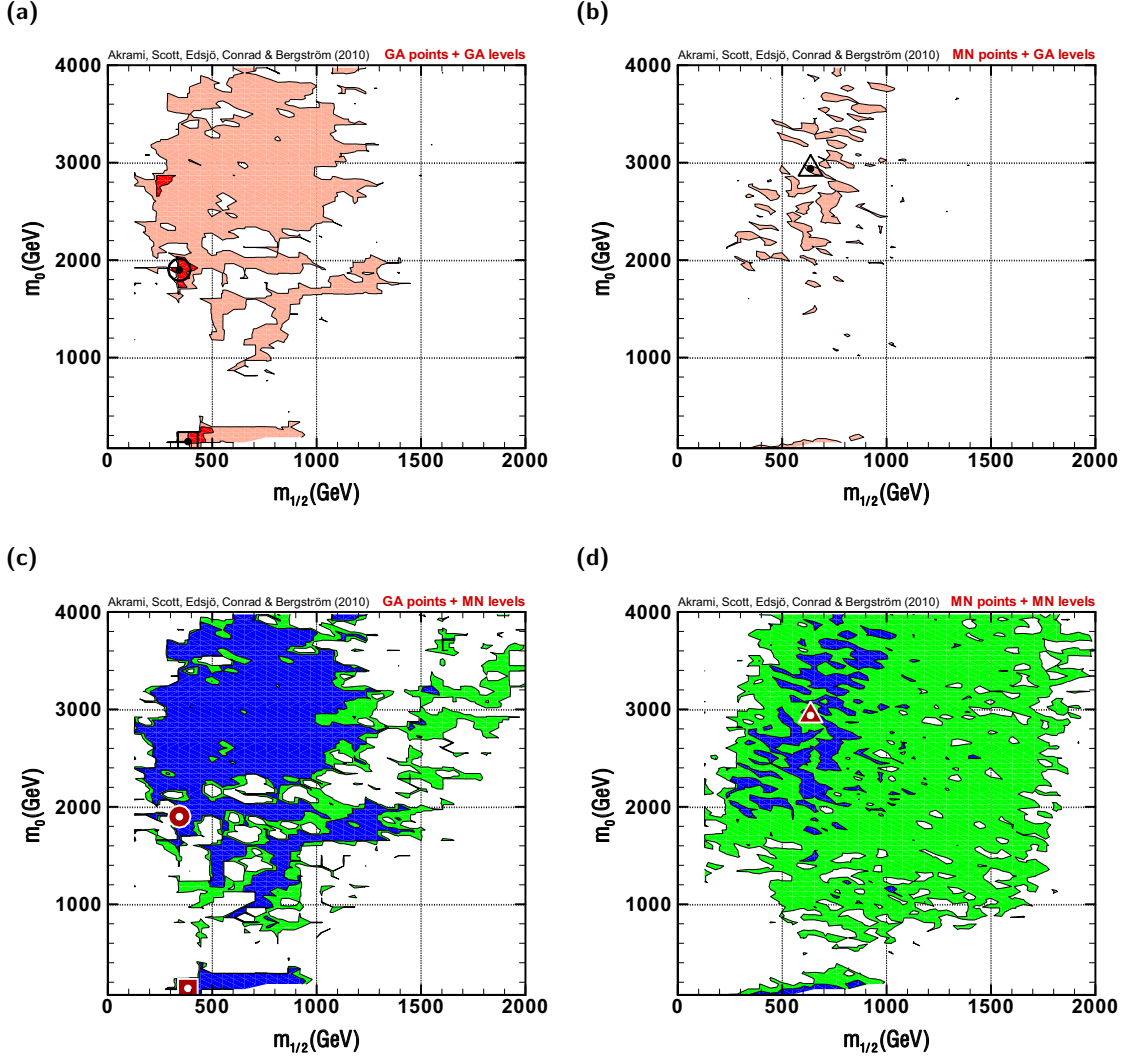 (a)
(b)
Akrami, Scott, Edsjö, Conrad & Bergström (2010) GA points + GA levels
Akrami, Scott, Edsjö, Conrad & Bergström (2010) MN points + GA levels
4000
3000
2000
1000
m₀(GeV)
0 500 1000 1500 2000
m₁/₂(GeV)
4000
3000
2000
1000
m₀(GeV)
0 500 1000 1500 2000
m₁/₂(GeV)
(c)
(d)
Akrami, Scott, Edsjö, Conrad & Bergström (2010) GA points + MN levels
Akrami, Scott, Edsjö, Conrad & Bergström (2010) MN points + MN levels
4000
3000
2000
1000
m₀(GeV)
0 500 1000 1500 2000
m₁/₂(GeV)
4000
3000
2000
1000
m₀(GeV)
0 500 1000 1500 2000
m₁/₂(GeV)